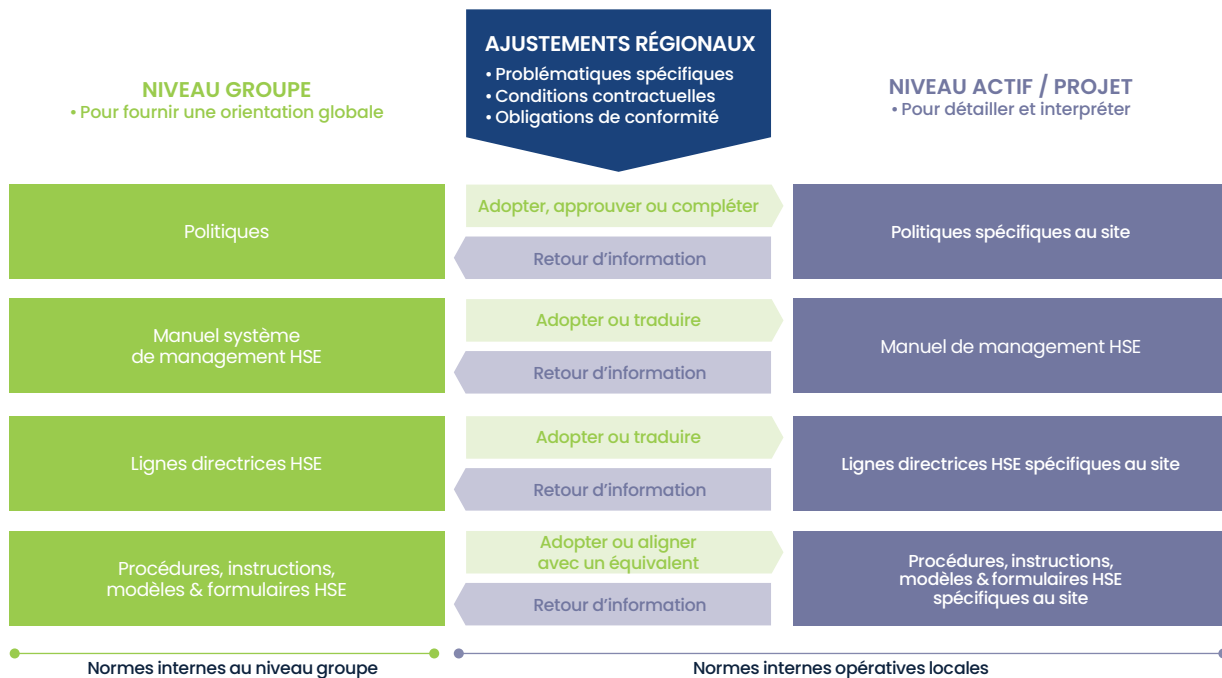 NIVEAU GROUPE
• Pour fournir une orientation globale
AJUSTEMENTS RÉGIONAUX
• Problématiques spécifiques
• Conditions contractuelles
• Obligations de conformité
NIVEAU ACTIF / PROJET
• Pour détailler et interpréter
Politiques
Adopter, approuver ou compléter
Retour d’information
Politiques spécifiques au site
Manuel système
de management HSE
Adopter ou traduire
Retour d’information
Manuel de management HSE
Lignes directrices HSE
Adopter ou traduire
Retour d’information
Lignes directrices HSE spécifiques au site
Procédures, instructions,
modèles & formulaires HSE
Adopter ou aligner
avec un équivalent
Retour d’information
Procédures, instructions,
modèles & formulaires HSE
spécifiques au site
Normes internes au niveau groupe
Normes internes opératives locales